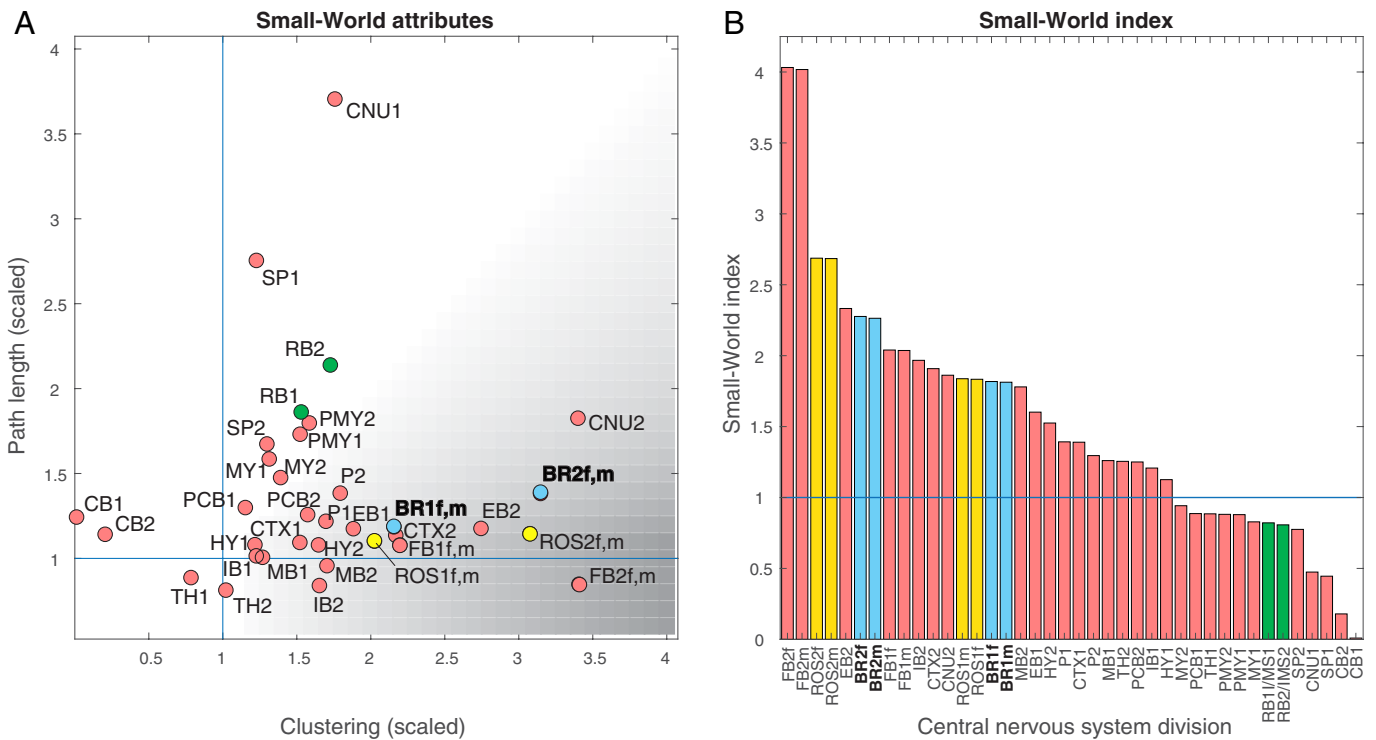 A
Small-World attributes
4
3.5
3
2.5
2
1.5
1
0.5
1
1.5
2
2.5
3
3.5
4
Path length (scaled)
Clustering (scaled)
CNU1
SP1
RB2
RB1
PMY2
CNU2
SP2
PMY1
MY1
MY2
P2
BR2f,m
PCB1
PCB2
BR1f,m
CB1
CB2
P1
EB1
EB2
CTX1
CTX2
ROS2f,m
HY1
HY2
FB1f,m
IB1
MB1
MB2
ROS1f,m
FB2f,m
TH1
TH2
IB2
B
Small-World index
4
3.5
3
2.5
2
1.5
1
0.5
0
Small-World index
FB2f
FB2m
ROS2f
ROS2m
EB2
BR2f
BR2m
FB1f
FB1m
IB2
CTX2
CNU2
ROS1m
ROS1f
BR1f
BR1m
MB2
EB1
HY2
P1
CTX1
P2
MB1
TH2
PCB2
IB1
HY1
MY2
PCB1
TH1
PMY2
PMY1
MY1
RB1I/MS1
RB2/IMS2
SP2
CNU1
SP1
CB2
CB1
Central nervous system division